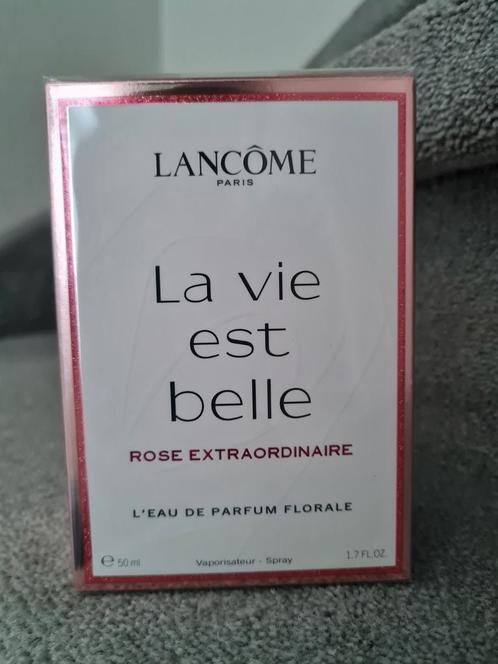 LANCÔME
PARIS
La vie
est
belle
ROSE EXTRAORDINAIRE
L'EAU DE PARFUM FLORALE
℮ 50 ml Vaporisateur - Spray 1.7 FL.OZ.